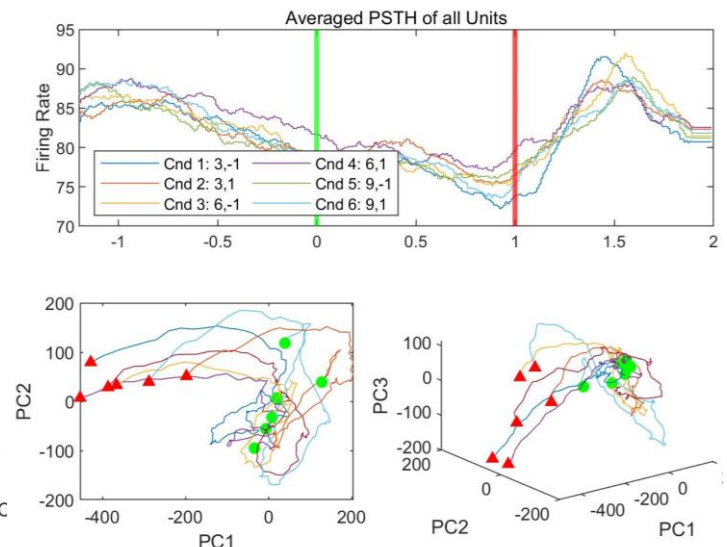 Averaged PSTH of all Units
Firing Rate
95
90
85
80
75
70
Cnd 1: 3,-1
Cnd 2: 3,1
Cnd 3: 6,-1
Cnd 4: 6,1
Cnd 5: 9,-1
Cnd 6: 9,1
-1 -0.5 0 0.5 1 1.5 2
PC2
200
100
0
-100
-200
-400 -200 0 200
PC1
PC3
100
0
-100
-200
200
0
-200
PC2
-400 -200 0
PC1